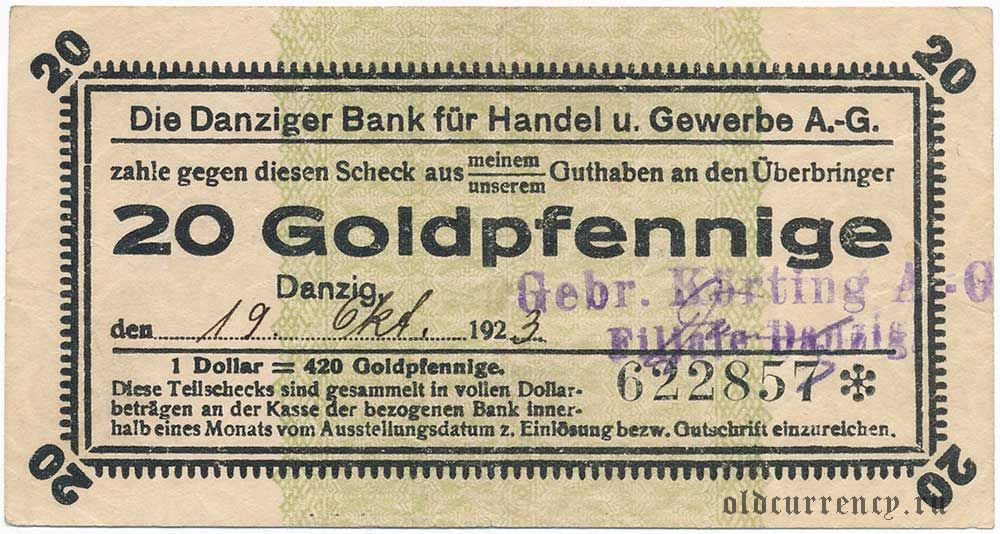 20 20
Die Danziger Bank für Handel u. Gewerbe A.-G.
zahle gegen diesen Scheck aus meinem
unserem Guthaben an den Überbringer
20 Goldpfennige
Danzig,
den 19 Okt. 1923
Gebr. Körting A.-G
Filiale Danzig.
1 Dollar = 420 Goldpfennige.
622857 *
Diese Teilschecks sind gesammelt in vollen Dollar-
beträgen an der Kasse der bezogenen Bank inner-
halb eines Monats vom Ausstellungsdatum z. Einlösung bezw. Gutschrift einzureichen.
20 20
oldcurrency.ru